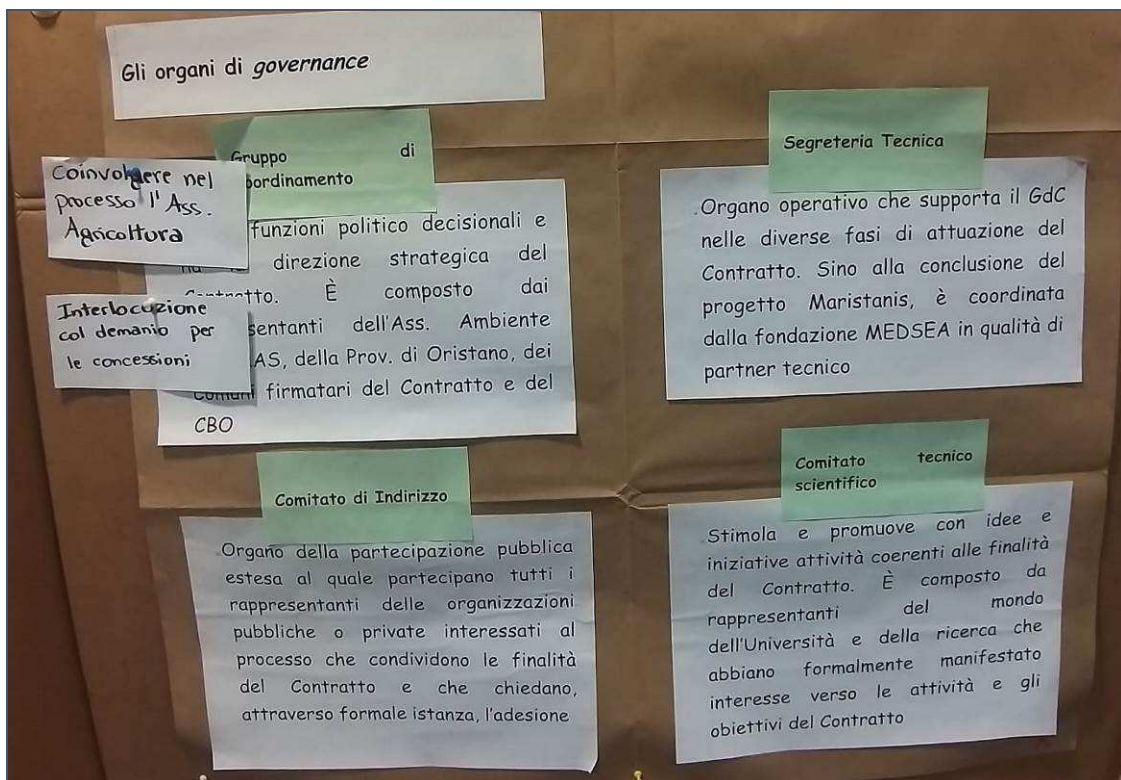 Gli organi di governance
Gruppo di
oordinamento
Coinvolgere nel
processo l'Ass.
Agricoltura
funzioni politico decisionali e
direzione strategica del
Contratto. È composto dai
sentanti dell'Ass. Ambiente
AS, della Prov. di Oristano, dei
Comuni firmatari del Contratto e del
CBO
Interlocuzione
col demanio per
le concessioni
Segreteria Tecnica
Organo operativo che supporta il GdC
nelle diverse fasi di attuazione del
Contratto. Sino alla conclusione del
progetto Maristanis, è coordinata
dalla fondazione MEDSEA in qualità di
partner tecnico
Comitato di Indirizzo
Organo della partecipazione pubblica
estesa al quale partecipano tutti i
rappresentanti delle organizzazioni
pubbliche o private interessati al
processo che condividono le finalità
del Contratto e che chiedano,
attraverso formale istanza, l'adesione
Comitato tecnico
scientifico
Stimola e promuove con idee e
iniziative attività coerenti alle finalità
del Contratto. È composto da
rappresentanti del mondo
dell'Università e della ricerca che
abbiano formalmente manifestato
interesse verso le attività e gli
obiettivi del Contratto